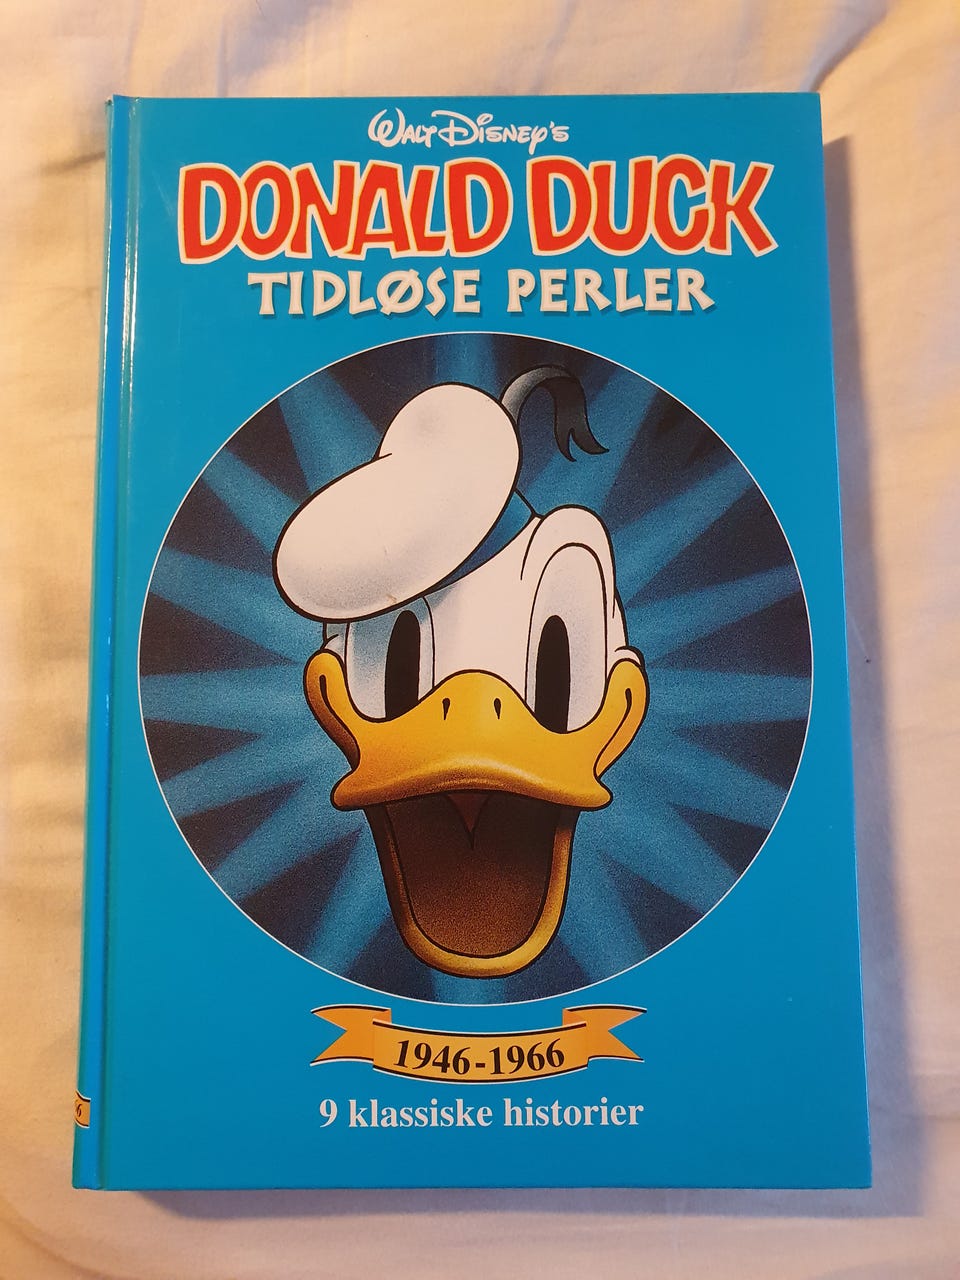 Walt Disney's
DONALD DUCK
TIDLØSE PERLER
1946-1966
9 klassiske historier